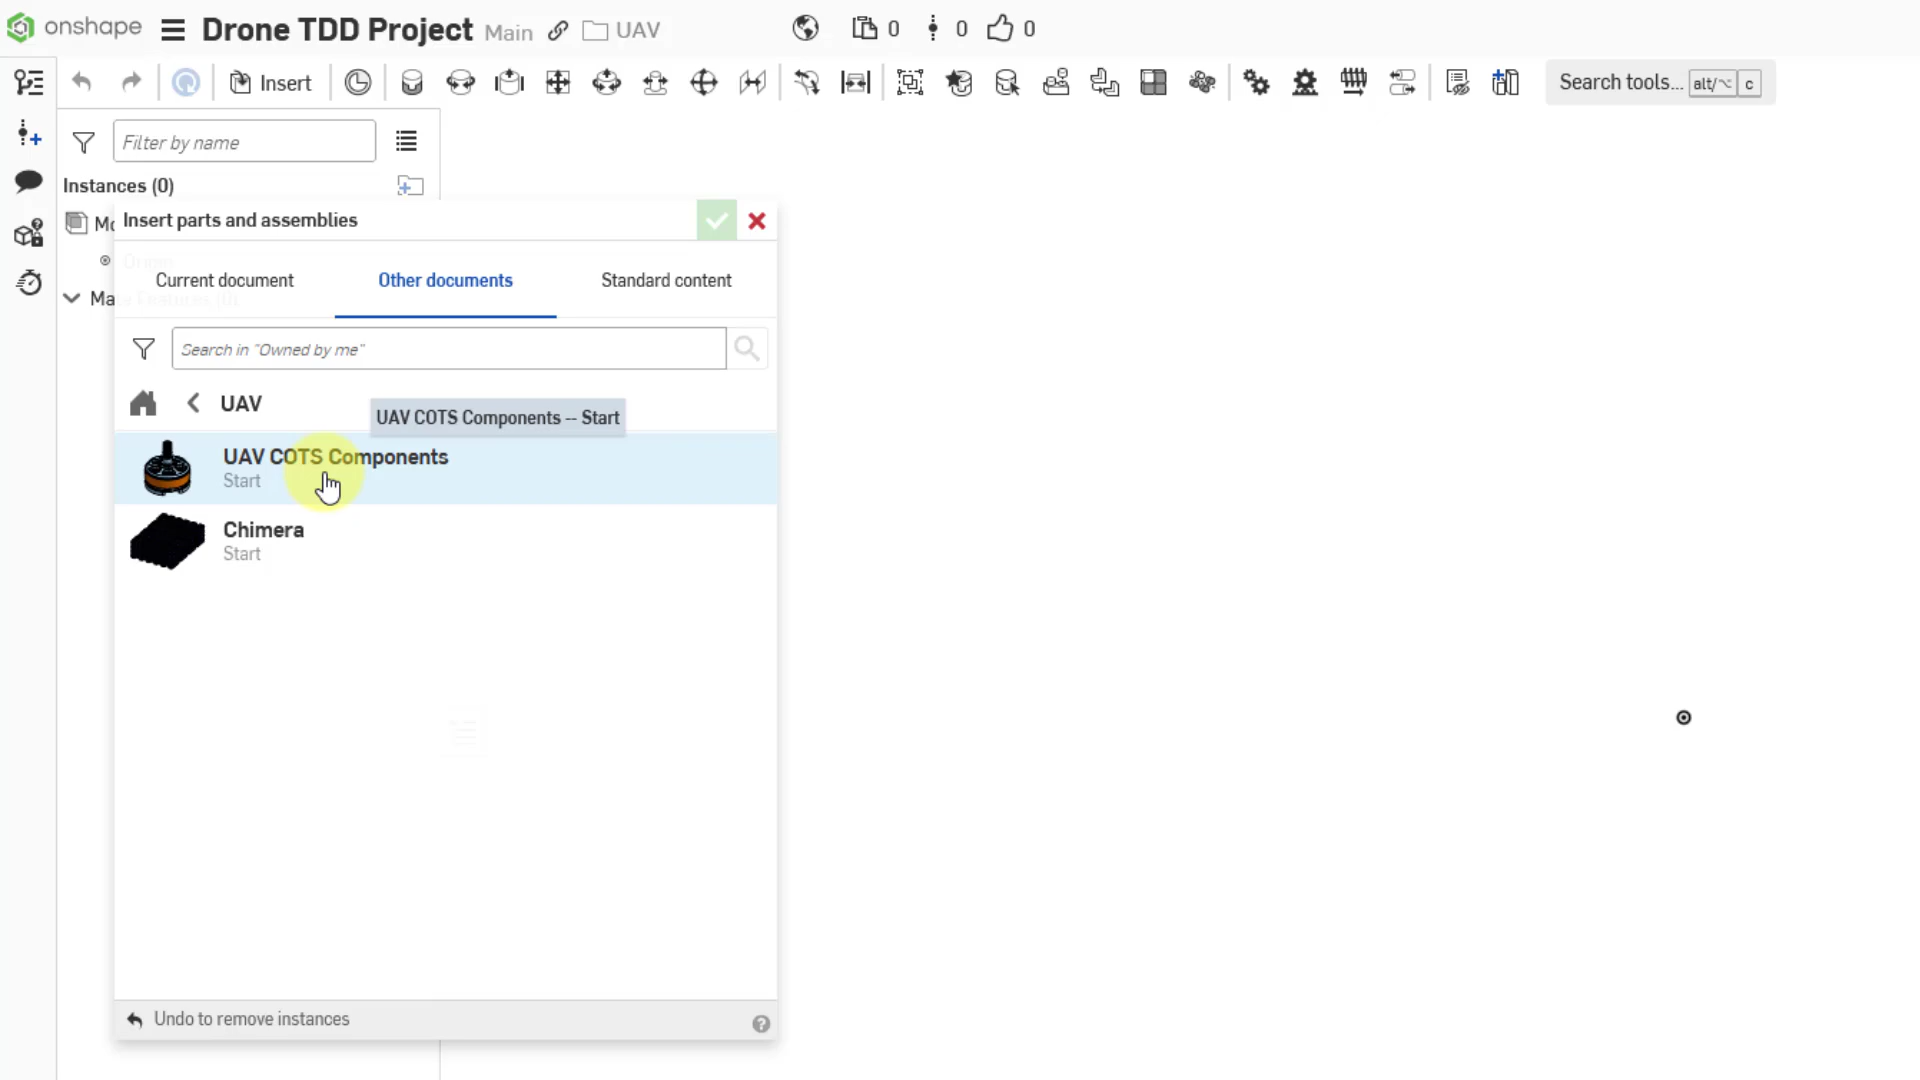 onshape
Drone TDD Project Main UAV
0 0 0
Insert
Search tools... alt/⌥ c
Filter by name
Instances (0)
Insert parts and assemblies
Current document
Other documents
Standard content
Search in "Owned by me"
UAV
UAV COTS Components -- Start
UAV COTS Components
Start
Chimera
Start
Undo to remove instances